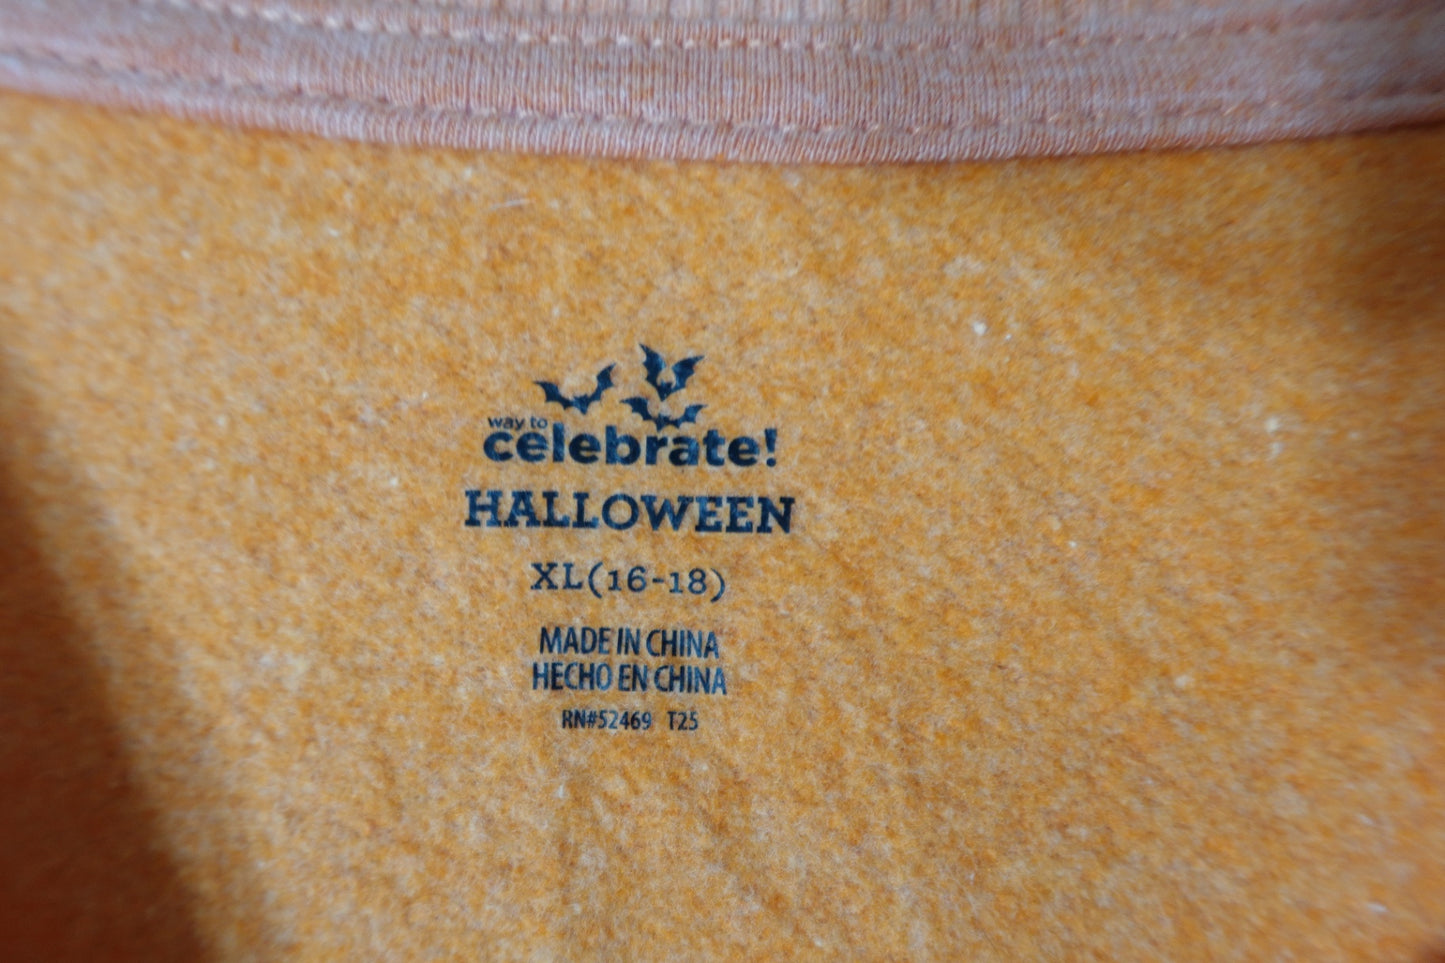 way to
celebrate!
HALLOWEEN
XL(16-18)
MADE IN CHINA
HECHO EN CHINA
RN#52469 T25